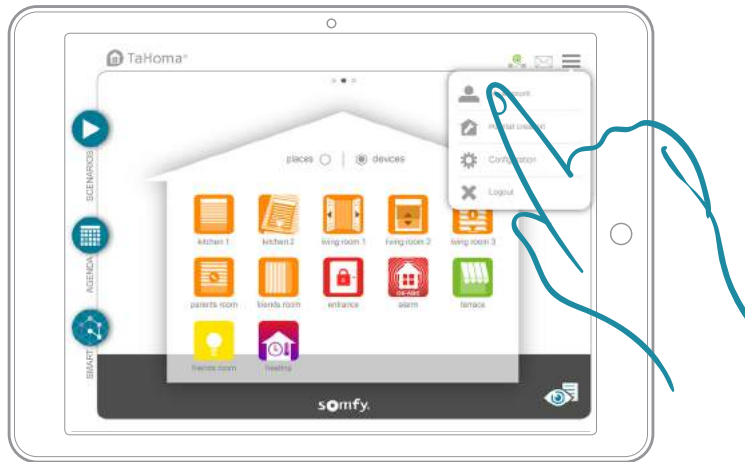 TaHoma®
places
devices
SCENARIOS
AGENDA
SMART
Configuration
Logout
kitchen 1
kitchen 2
living room 1
living room 2
living room 3
parents room
friends room
entrance
alarm
terrace
friends room
heating
somfy.